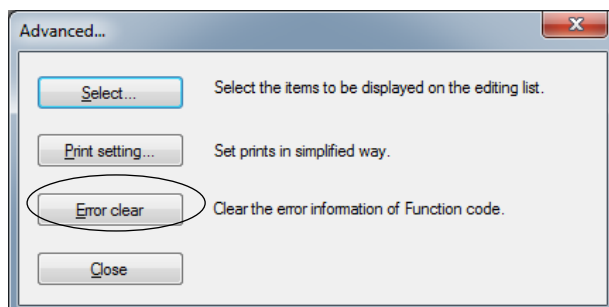 Advanced...
Select... Select the items to be displayed on the editing list.
Print setting... Set prints in simplified way.
Error clear Clear the error information of Function code.
Close